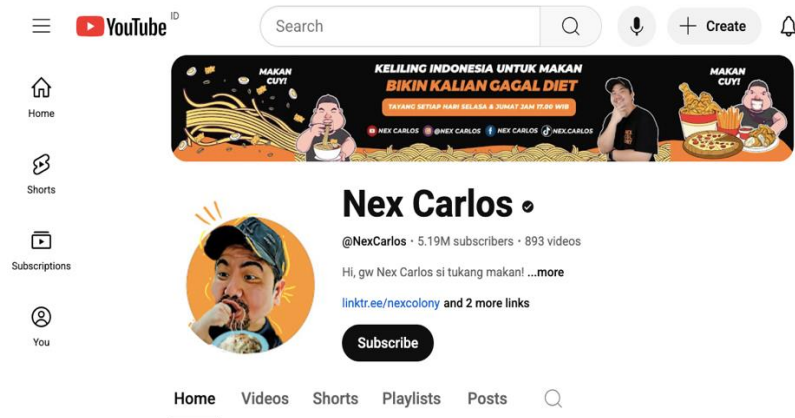 YouTube ID
Search
Create
Home
Shorts
Subscriptions
You
MAKAN
CUY!
KELILING INDONESIA UNTUK MAKAN
BIKIN KALIAN GAGAL DIET
TAYANG SETIAP HARI SELASA & JUMAT JAM 17.00 WIB
NEX CARLOS @NEX CARLOS NEX CARLOS NEX.CARLOS
MAKAN
CUY!
Nex Carlos
@NexCarlos · 5.19M subscribers · 893 videos
Hi, gw Nex Carlos si tukang makan! ...more
linktr.ee/nexcolony and 2 more links
Subscribe
Home Videos Shorts Playlists Posts